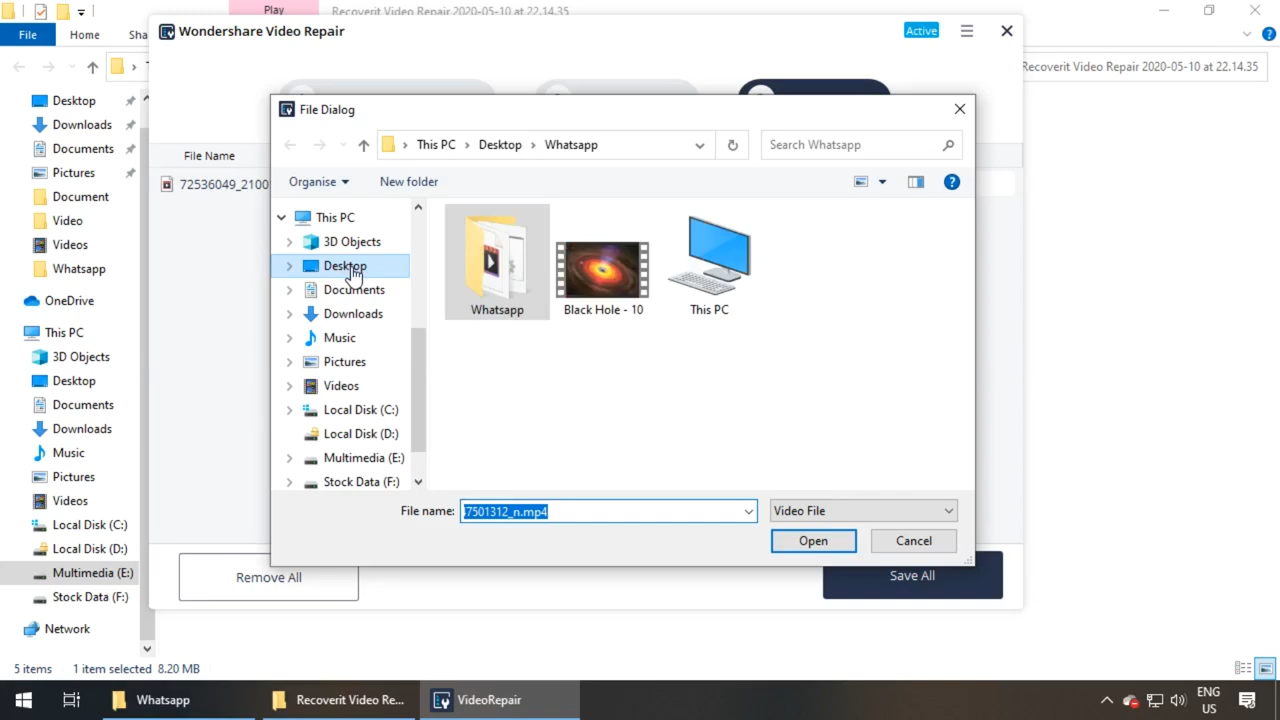 Play
Recoverit Video Repair 2020-05-10 at 22.14.35
File
Home
Sha
Wondershare Video Repair
Active
Recoverit Video Repair 2020-05-10 at 22.14.35
File Name
72536049_2100
Desktop
Downloads
Documents
Pictures
Document
Video
Videos
Whatsapp
OneDrive
This PC
3D Objects
Desktop
Documents
Downloads
Music
Pictures
Videos
Local Disk (C:)
Local Disk (D:)
Multimedia (E:)
Stock Data (F:)
Network
File Dialog
This PC
Desktop
Whatsapp
Search Whatsapp
Organise
New folder
This PC
3D Objects
Desktop
Documents
Downloads
Music
Pictures
Videos
Local Disk (C:)
Local Disk (D:)
Multimedia (E:)
Stock Data (F:)
Whatsapp
Black Hole - 10
This PC
File name:
7501312_n.mp4
Video File
Open
Cancel
Remove All
Save All
5 items
1 item selected 8.20 MB
Whatsapp
Recoverit Video Re...
VideoRepair
ENG
US